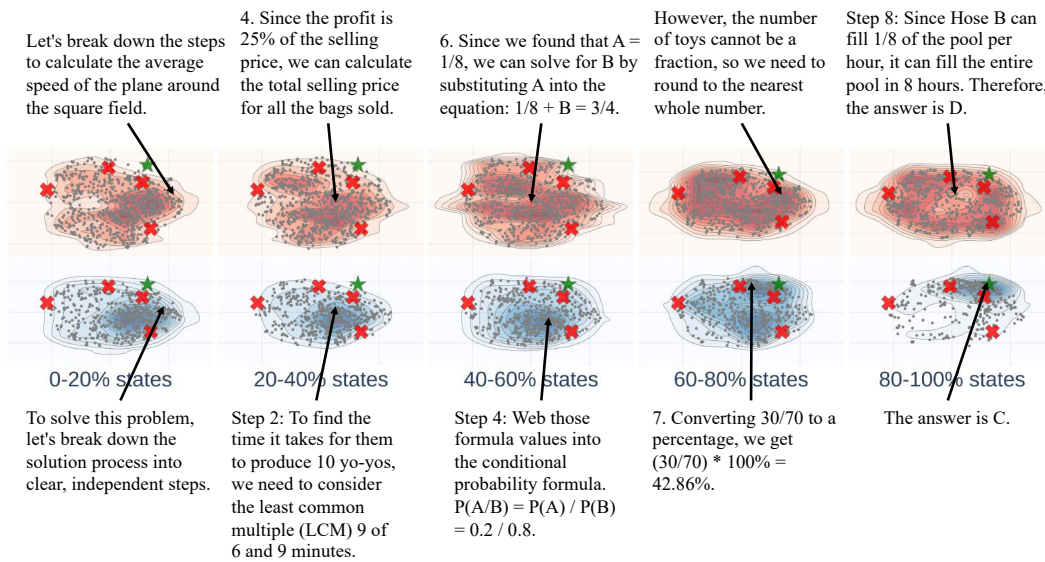 Let's break down the steps
to calculate the average
speed of the plane around
the square field.
4. Since the profit is
25% of the selling
price, we can calculate
the total selling price
for all the bags sold.
6. Since we found that A =
1/8, we can solve for B by
substituting A into the
equation: 1/8 + B = 3/4.
However, the number
of toys cannot be a
fraction, so we need to
round to the nearest
whole number.
Step 8: Since Hose B can
fill 1/8 of the pool per
hour, it can fill the entire
pool in 8 hours. Therefore,
the answer is D.
0-20% states
20-40% states
40-60% states
60-80% states
80-100% states
To solve this problem,
let's break down the
solution process into
clear, independent steps.
Step 2: To find the
time it takes for them
to produce 10 yo-yos,
we need to consider
the least common
multiple (LCM) 9 of
6 and 9 minutes.
Step 4: Web those
formula values into
the conditional
probability formula.
P(A/B) = P(A) / P(B)
= 0.2 / 0.8.
7. Converting 30/70 to a
percentage, we get
(30/70) * 100% =
42.86%.
The answer is C.